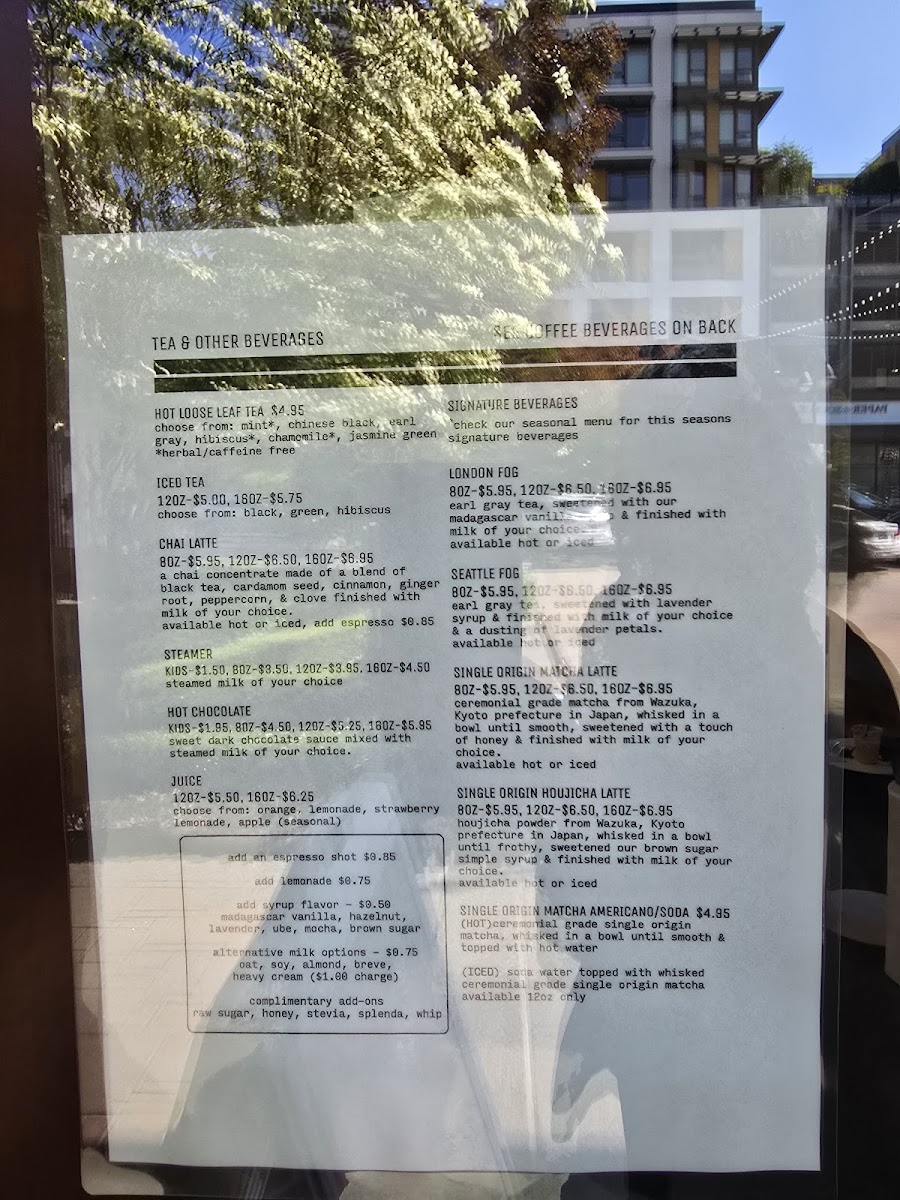 TEA & OTHER BEVERAGES
SEE COFFEE BEVERAGES ON BACK
HOT LOOSE LEAF TEA $4.95
choose from: mint*, chinese black, earl
gray, hibiscus*, chamomile*, jasmine green
*herbal/caffeine free
ICED TEA
12OZ-$5.00, 16OZ-$5.75
choose from: black, green, hibiscus
CHAI LATTE
8OZ-$5.95, 12OZ-$6.50, 16OZ-$6.95
a chai concentrate made of a blend of
black tea, cardamom seed, cinnamon, ginger
root, peppercorn, & clove finished with
milk of your choice.
available hot or iced, add espresso $0.85
STEAMER
KIDS-$1.50, 8OZ-$3.50, 12OZ-$3.95, 16OZ-$4.50
steamed milk of your choice
HOT CHOCOLATE
KIDS-$1.85, 8OZ-$4.50, 12OZ-$5.25, 16OZ-$5.95
sweet dark chocolate sauce mixed with
steamed milk of your choice.
JUICE
12OZ-$5.50, 16OZ-$6.25
choose from: orange, lemonade, strawberry
lemonade, apple (seasonal)
add an espresso shot $0.85
add lemonade $0.75
add syrup flavor - $0.50
madagascar vanilla, hazelnut,
lavender, ube, mocha, brown sugar
alternative milk options - $0.75
oat, soy, almond, breve,
heavy cream ($1.00 charge)
complimentary add-ons
raw sugar, honey, stevia, splenda, whip
SIGNATURE BEVERAGES
*check our seasonal menu for this seasons
signature beverages
LONDON FOG
8OZ-$5.95, 12OZ-$6.50, 16OZ-$6.95
earl gray tea, sweetened with our
madagascar vanilla & finished with
milk of your choice.
available hot or iced
SEATTLE FOG
8OZ-$5.95, 12OZ-$6.50, 16OZ-$6.95
earl gray tea, sweetened with lavender
syrup & finished with milk of your choice
& a dusting of lavender petals.
available hot or iced
SINGLE ORIGIN MATCHA LATTE
8OZ-$5.95, 12OZ-$6.50, 16OZ-$6.95
ceremonial grade matcha from Wazuka,
Kyoto prefecture in Japan, whisked in a
bowl until smooth, sweetened with a touch
of honey & finished with milk of your
choice.
available hot or iced
SINGLE ORIGIN HOUJICHA LATTE
8OZ-$5.95, 12OZ-$6.50, 16OZ-$6.95
houjicha powder from Wazuka, Kyoto
prefecture in Japan, whisked in a bowl
until frothy, sweetened our brown sugar
simple syrup & finished with milk of your
choice.
available hot or iced
SINGLE ORIGIN MATCHA AMERICANO/SODA $4.95
(HOT)ceremonial grade single origin
matcha, whisked in a bowl until smooth &
topped with hot water
(ICED) soda water topped with whisked
ceremonial grade single origin matcha
available 12oz only